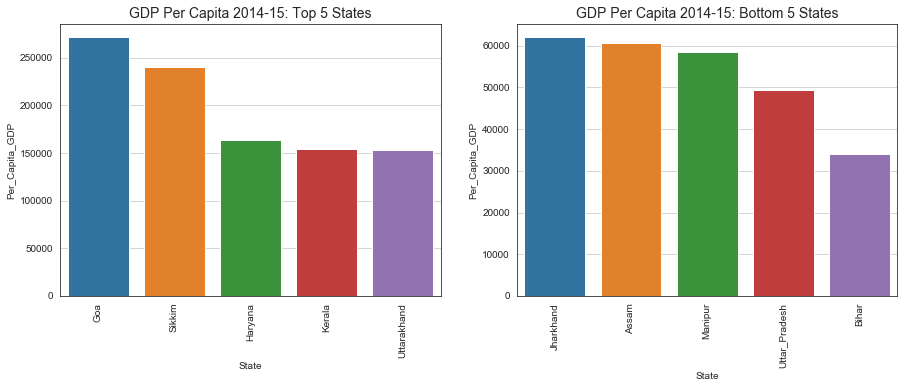 GDP Per Capita 2014-15: Top 5 States
250000
200000
150000
100000
50000
0
Per_Capita_GDP
Goa
Sikkim
Haryana
Kerala
Uttarakhand
State
GDP Per Capita 2014-15: Bottom 5 States
60000
50000
40000
30000
20000
10000
0
Per_Capita_GDP
Jharkhand
Assam
Manipur
Uttar_Pradesh
Bihar
State